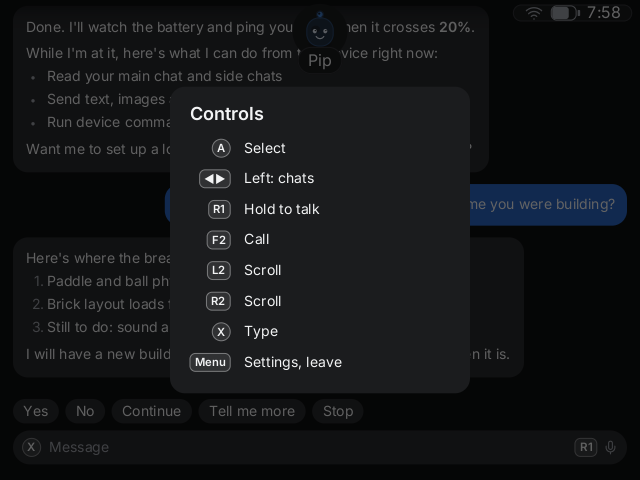 Done. I'll watch the battery and ping you when it crosses 20%.
7:58
While I'm at it, here's what I can do from device right now:
Pip
• Read your main chat and side chats
• Send text, images
• Run device comma
Want me to set up a lo
me you were building?
Here's where the brea
1. Paddle and ball ph
2. Brick layout loads
3. Still to do: sound a
I will have a new build
n it is.
Controls
A Select
◀▶ Left: chats
R1 Hold to talk
F2 Call
L2 Scroll
R2 Scroll
X Type
Menu Settings, leave
Yes No Continue Tell me more Stop
X Message R1